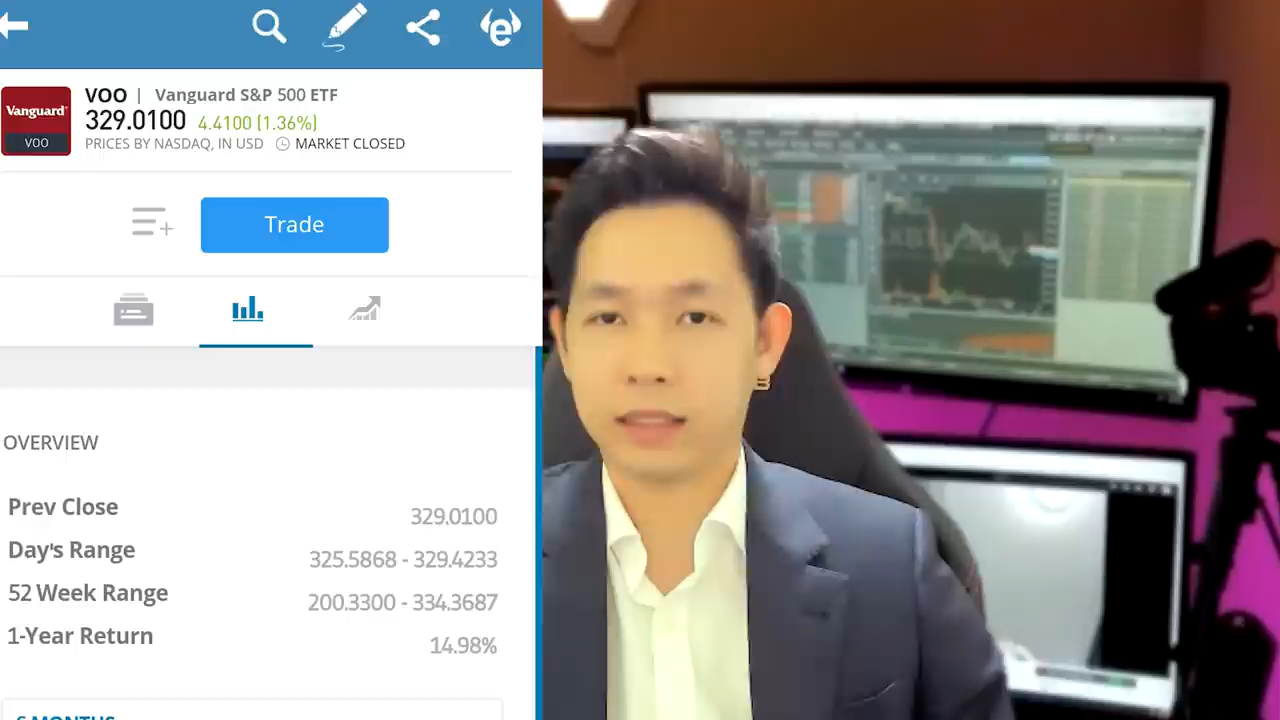 VOO | Vanguard S&P 500 ETF
Vanguard
329.0100 4.4100 (1.36%)
VOO
PRICES BY NASDAQ, IN USD MARKET CLOSED
Trade
OVERVIEW
Prev Close 329.0100
Day's Range 325.5868 - 329.4233
52 Week Range 200.3300 - 334.3687
1-Year Return 14.98%
6 MONTHS